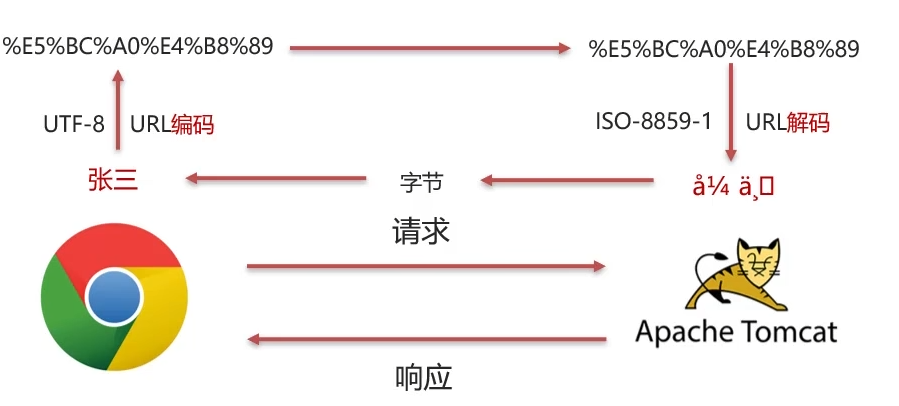 %E5%BC%A0%E4%B8%89
%E5%BC%A0%E4%B8%89
UTF-8 URL编码
ISO-8859-1 URL解码
张三
字节
å¼ ä¸
请求
Apache Tomcat
响应